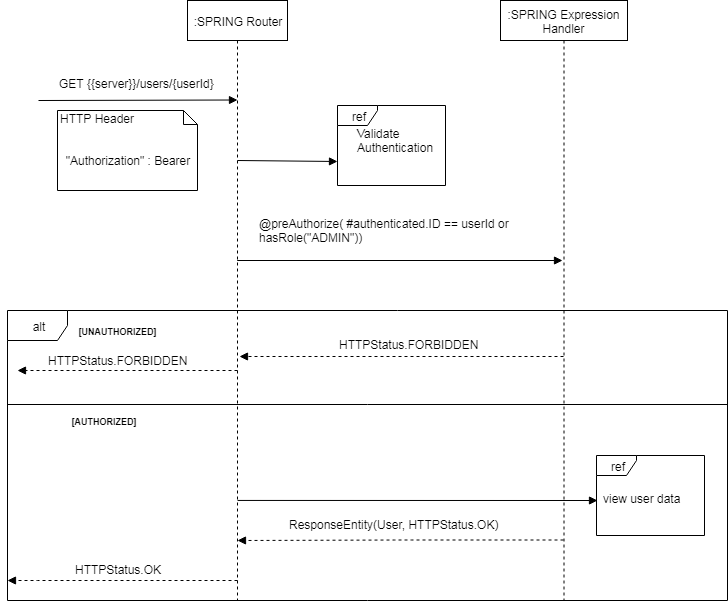 :SPRING Router
:SPRING Expression
Handler
GET {{server}}/users/{userId}
HTTP Header
"Authorization" : Bearer
ref
Validate
Authentication
@preAuthorize( #authenticated.ID == userId or
hasRole("ADMIN"))
alt
[UNAUTHORIZED]
HTTPStatus.FORBIDDEN
HTTPStatus.FORBIDDEN
[AUTHORIZED]
ref
view user data
ResponseEntity(User, HTTPStatus.OK)
HTTPStatus.OK